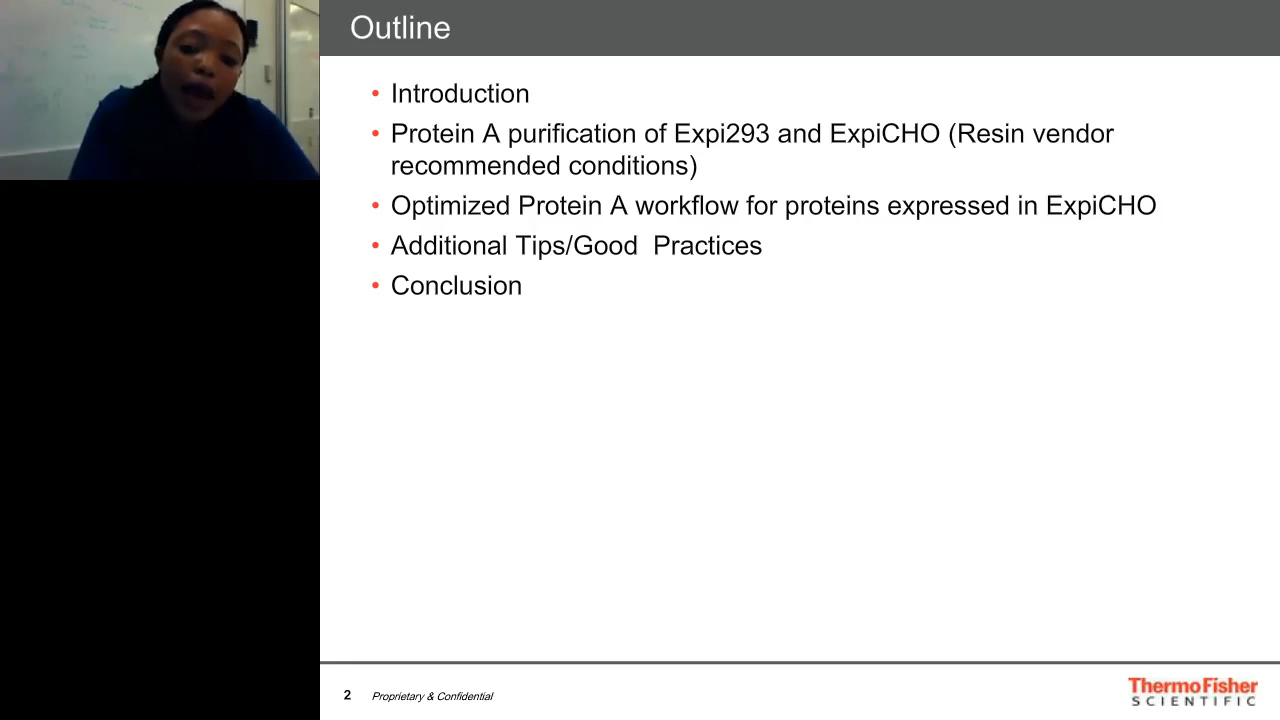 Outline
• Introduction
• Protein A purification of Expi293 and ExpiCHO (Resin vendor
recommended conditions)
• Optimized Protein A workflow for proteins expressed in ExpiCHO
• Additional Tips/Good  Practices
• Conclusion
2 Proprietary & Confidential
ThermoFisher
SCIENTIFIC